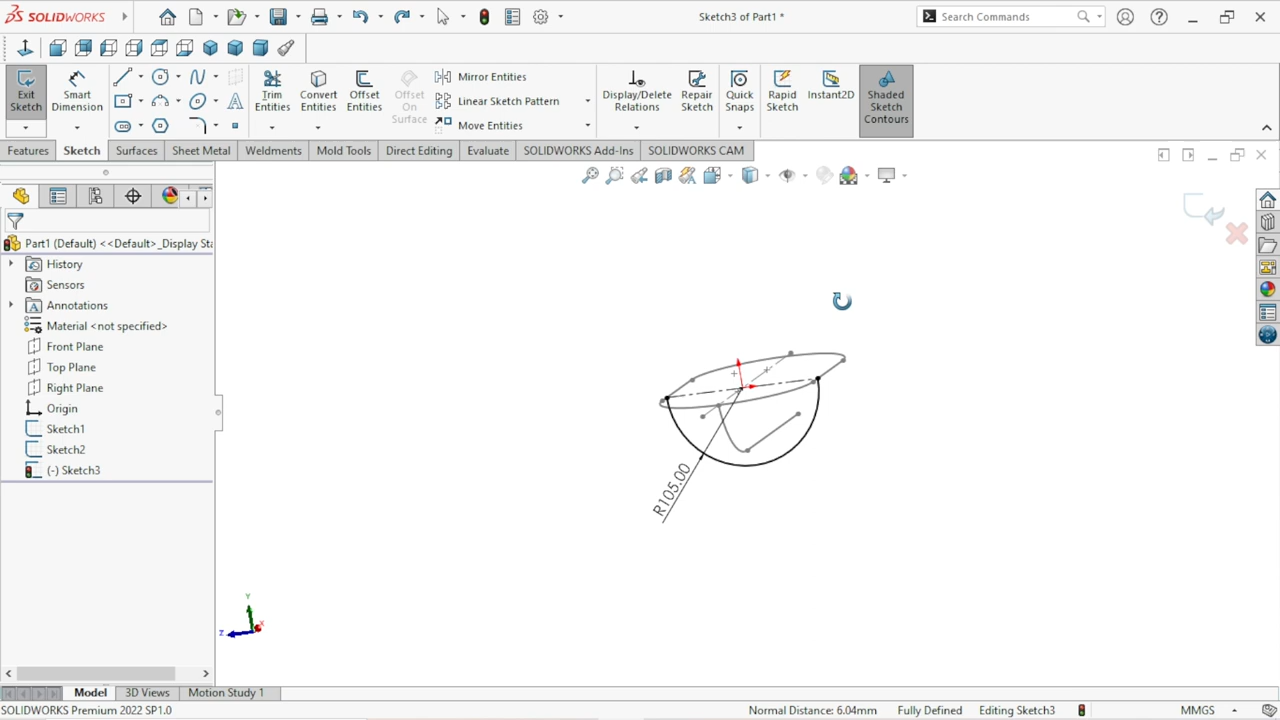 SOLIDWORKS
Sketch3 of Part1 *
Search Commands
Exit Sketch
Smart Dimension
Trim Entities
Convert Entities
Offset Entities
Offset On Surface
Mirror Entities
Linear Sketch Pattern
Move Entities
Display/Delete Relations
Repair Sketch
Quick Snaps
Rapid Sketch
Instant2D
Shaded Sketch Contours
Features
Sketch
Surfaces
Sheet Metal
Weldments
Mold Tools
Direct Editing
Evaluate
SOLIDWORKS Add-Ins
SOLIDWORKS CAM
Part1 (Default) <<Default>_Display Sta
History
Sensors
Annotations
Material <not specified>
Front Plane
Top Plane
Right Plane
Origin
Sketch1
Sketch2
(-) Sketch3
R105.00
Y
Z
X
Model
3D Views
Motion Study 1
SOLIDWORKS Premium 2022 SP1.0
Normal Distance: 6.04mm
Fully Defined
Editing Sketch3
MMGS